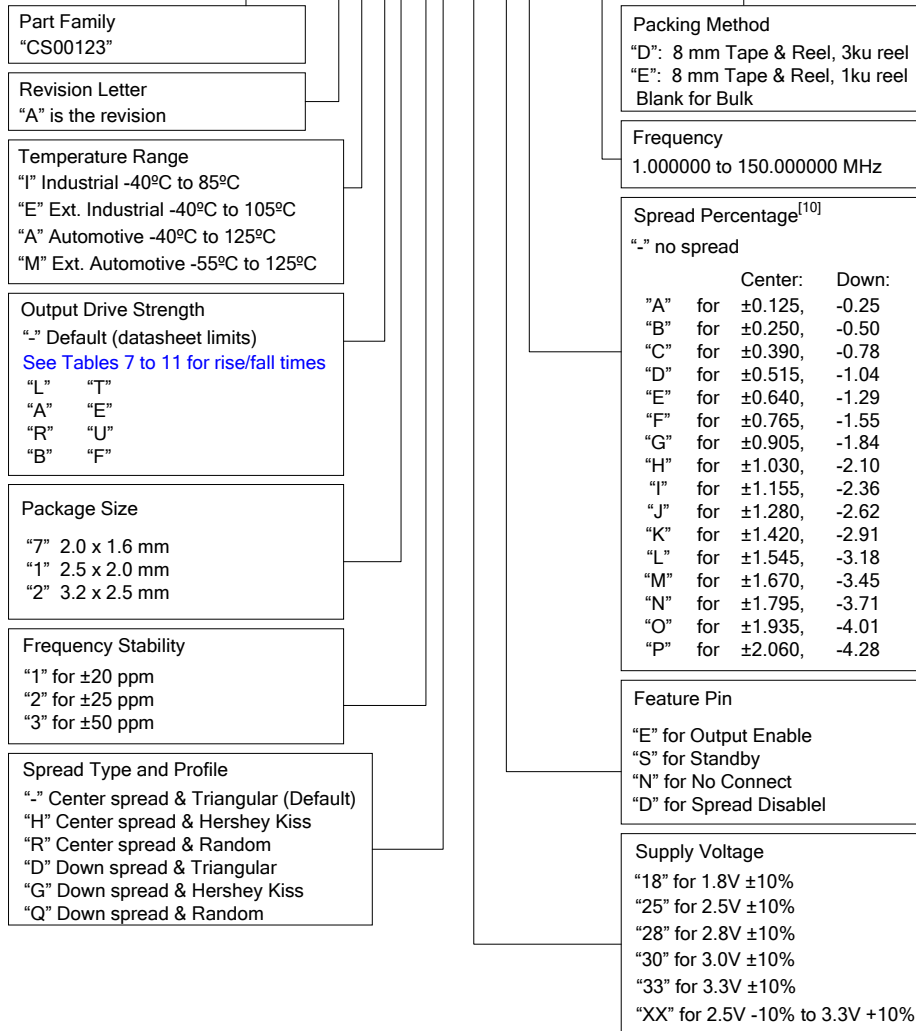 Part Family
“CS00123”
Revision Letter
“A” is the revision
Temperature Range
“I” Industrial -40ºC to 85ºC
“E” Ext. Industrial -40ºC to 105ºC
“A” Automotive -40ºC to 125ºC
“M” Ext. Automotive -55ºC to 125ºC
Output Drive Strength
“-” Default (datasheet limits)
See Tables 7 to 11 for rise/fall times
“L” “T”
“A” “E”
“R” “U”
“B” “F”
Package Size
“7” 2.0 x 1.6 mm
“1” 2.5 x 2.0 mm
“2” 3.2 x 2.5 mm
Frequency Stability
“1” for ±20 ppm
“2” for ±25 ppm
“3” for ±50 ppm
Spread Type and Profile
“-” Center spread & Triangular (Default)
“H” Center spread & Hershey Kiss
“R” Center spread & Random
“D” Down spread & Triangular
“G” Down spread & Hershey Kiss
“Q” Down spread & Random
Packing Method
“D”: 8 mm Tape & Reel, 3ku reel
“E”: 8 mm Tape & Reel, 1ku reel
Blank for Bulk
Frequency
1.000000 to 150.000000 MHz
Spread Percentage[10]
“-” no spread
Center: Down:
“A” for ±0.125, -0.25
“B” for ±0.250, -0.50
“C” for ±0.390, -0.78
“D” for ±0.515, -1.04
“E” for ±0.640, -1.29
“F” for ±0.765, -1.55
“G” for ±0.905, -1.84
“H” for ±1.030, -2.10
“I” for ±1.155, -2.36
“J” for ±1.280, -2.62
“K” for ±1.420, -2.91
“L” for ±1.545, -3.18
“M” for ±1.670, -3.45
“N” for ±1.795, -3.71
“O” for ±1.935, -4.01
“P” for ±2.060, -4.28
Feature Pin
“E” for Output Enable
“S” for Standby
“N” for No Connect
“D” for Spread Disablel
Supply Voltage
“18” for 1.8V ±10%
“25” for 2.5V ±10%
“28” for 2.8V ±10%
“30” for 3.0V ±10%
“33” for 3.3V ±10%
“XX” for 2.5V -10% to 3.3V +10%